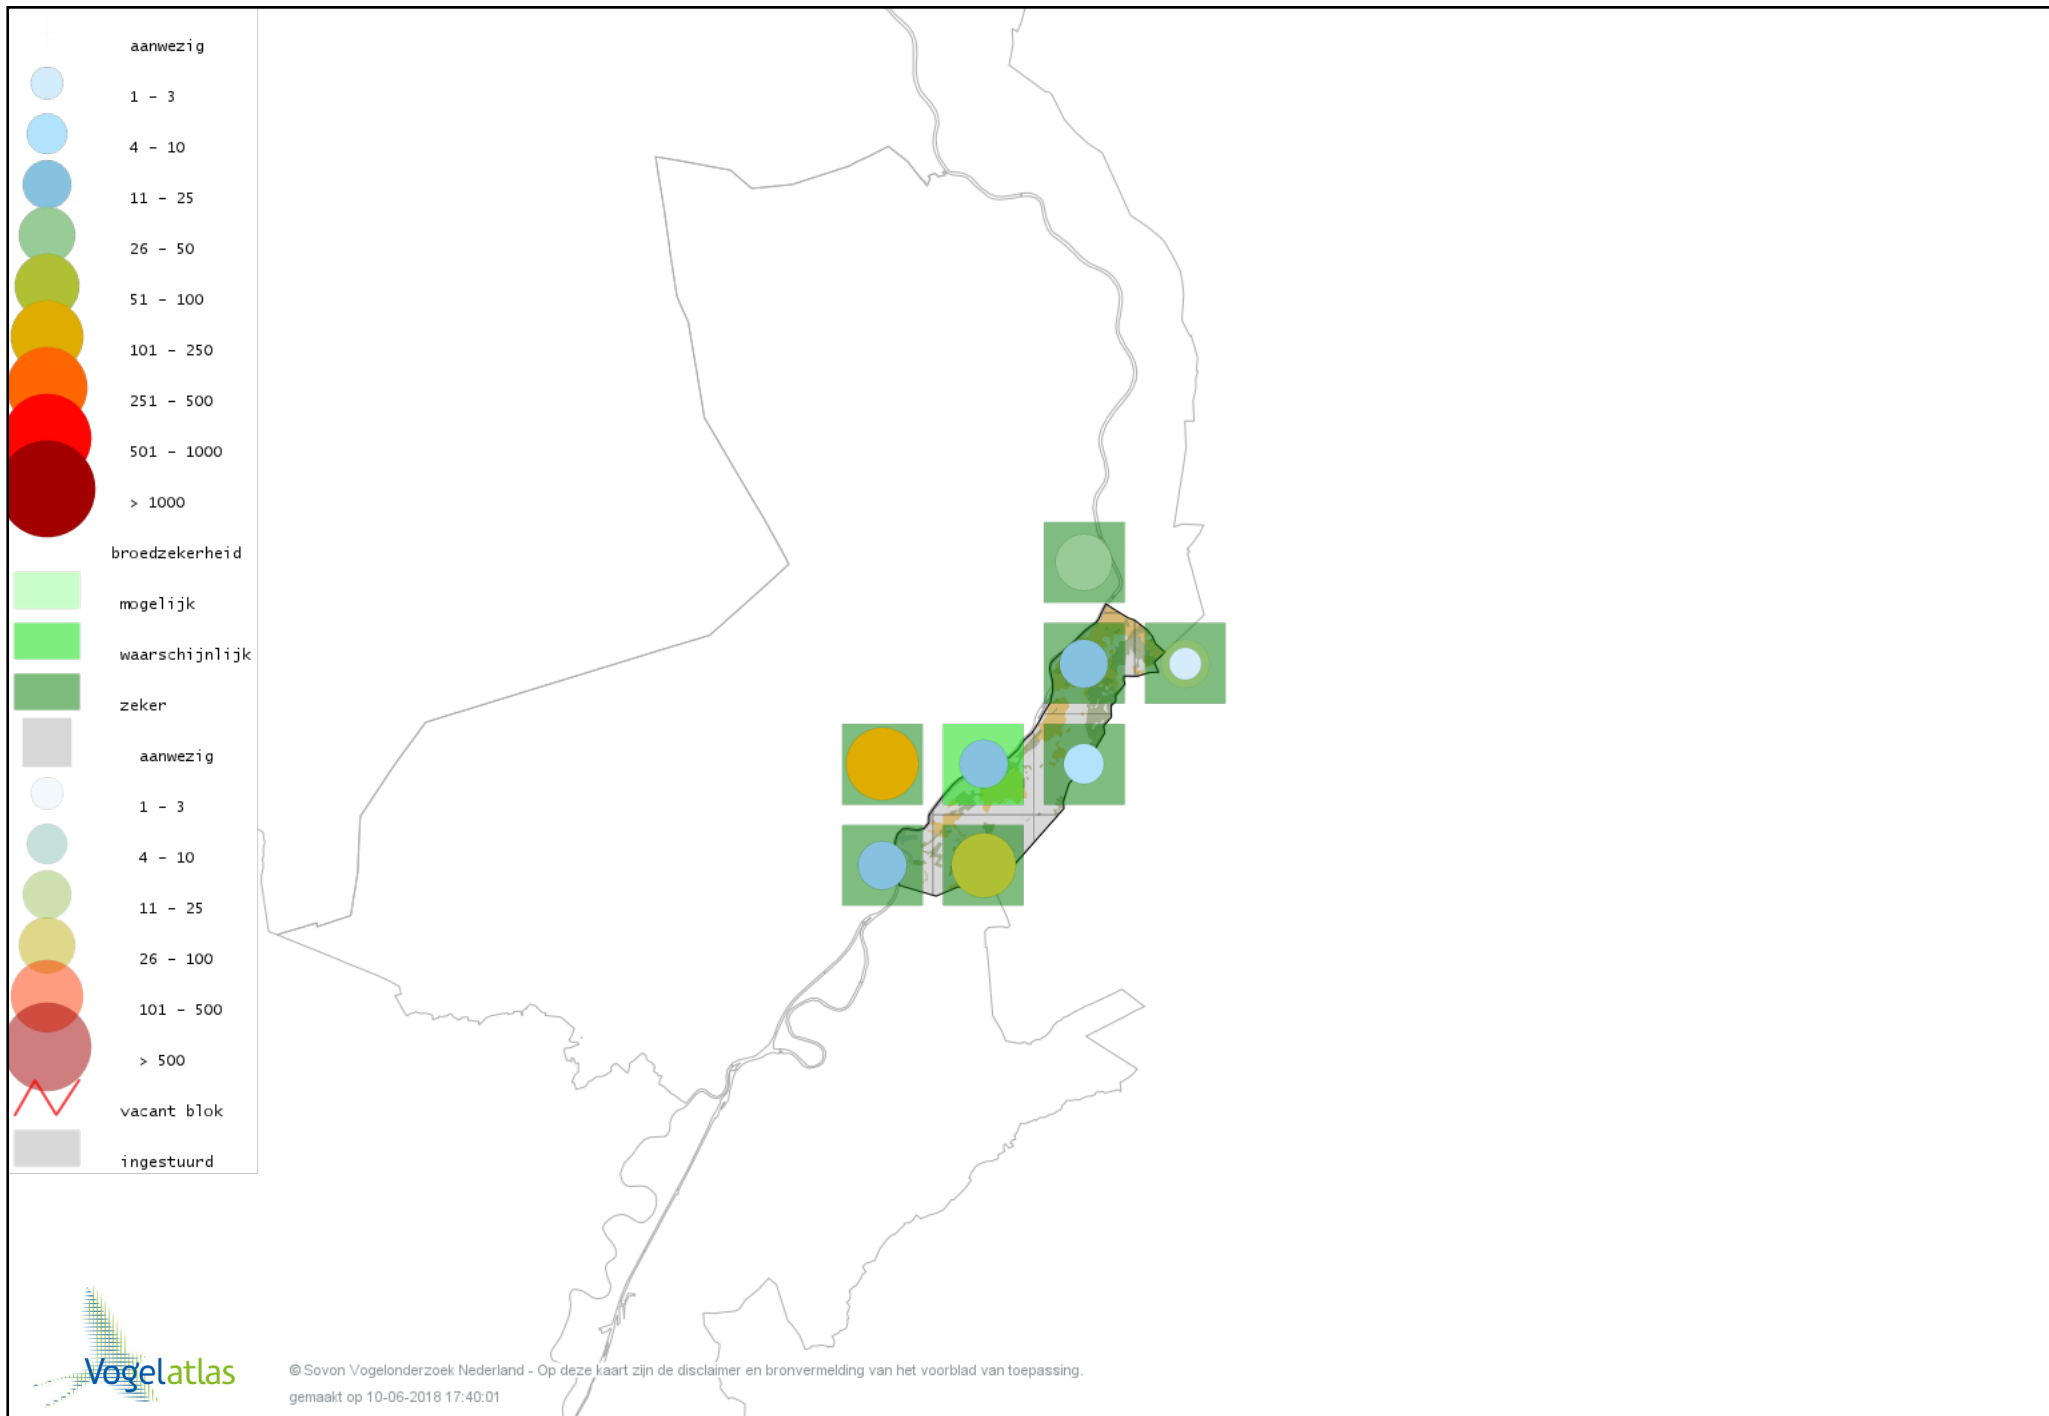 aanwezig
1 - 3
4 - 10
11 - 25
26 - 50
51 - 100
101 - 250
251 - 500
501 - 1000
> 1000
broedzekerheid
mogelijk
waarschijnlijk
zeker
aanwezig
1 - 3
4 - 10
11 - 25
26 - 100
101 - 500
> 500
vacant blok
ingestuurd
Vogelatlas
© Sovon Vogelonderzoek Nederland - Op deze kaart zijn de disclaimer en bronvermelding van het voorblad van toepassing.
gemaakt op 10-06-2018 17:40:01